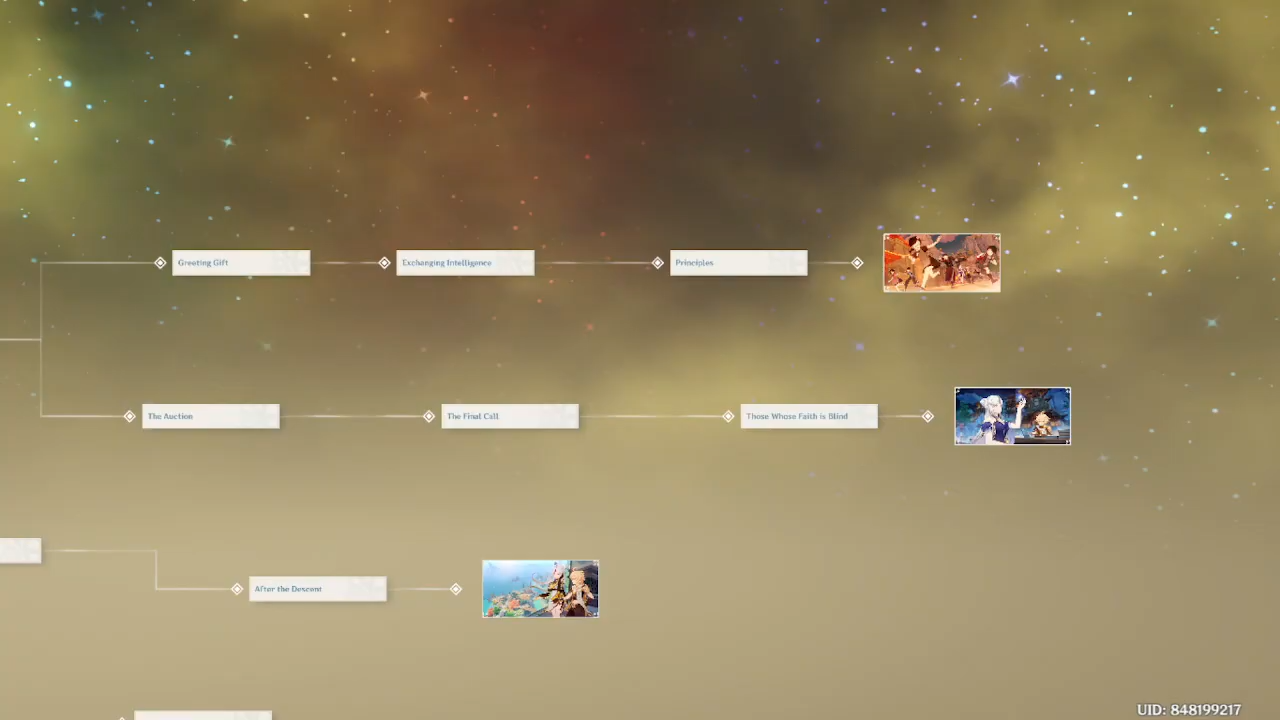 Greeting Gift
Exchanging Intelligence
Principles
The Auction
The Final Call
Those Whose Faith is Blind
After the Descent
UID: 848199217